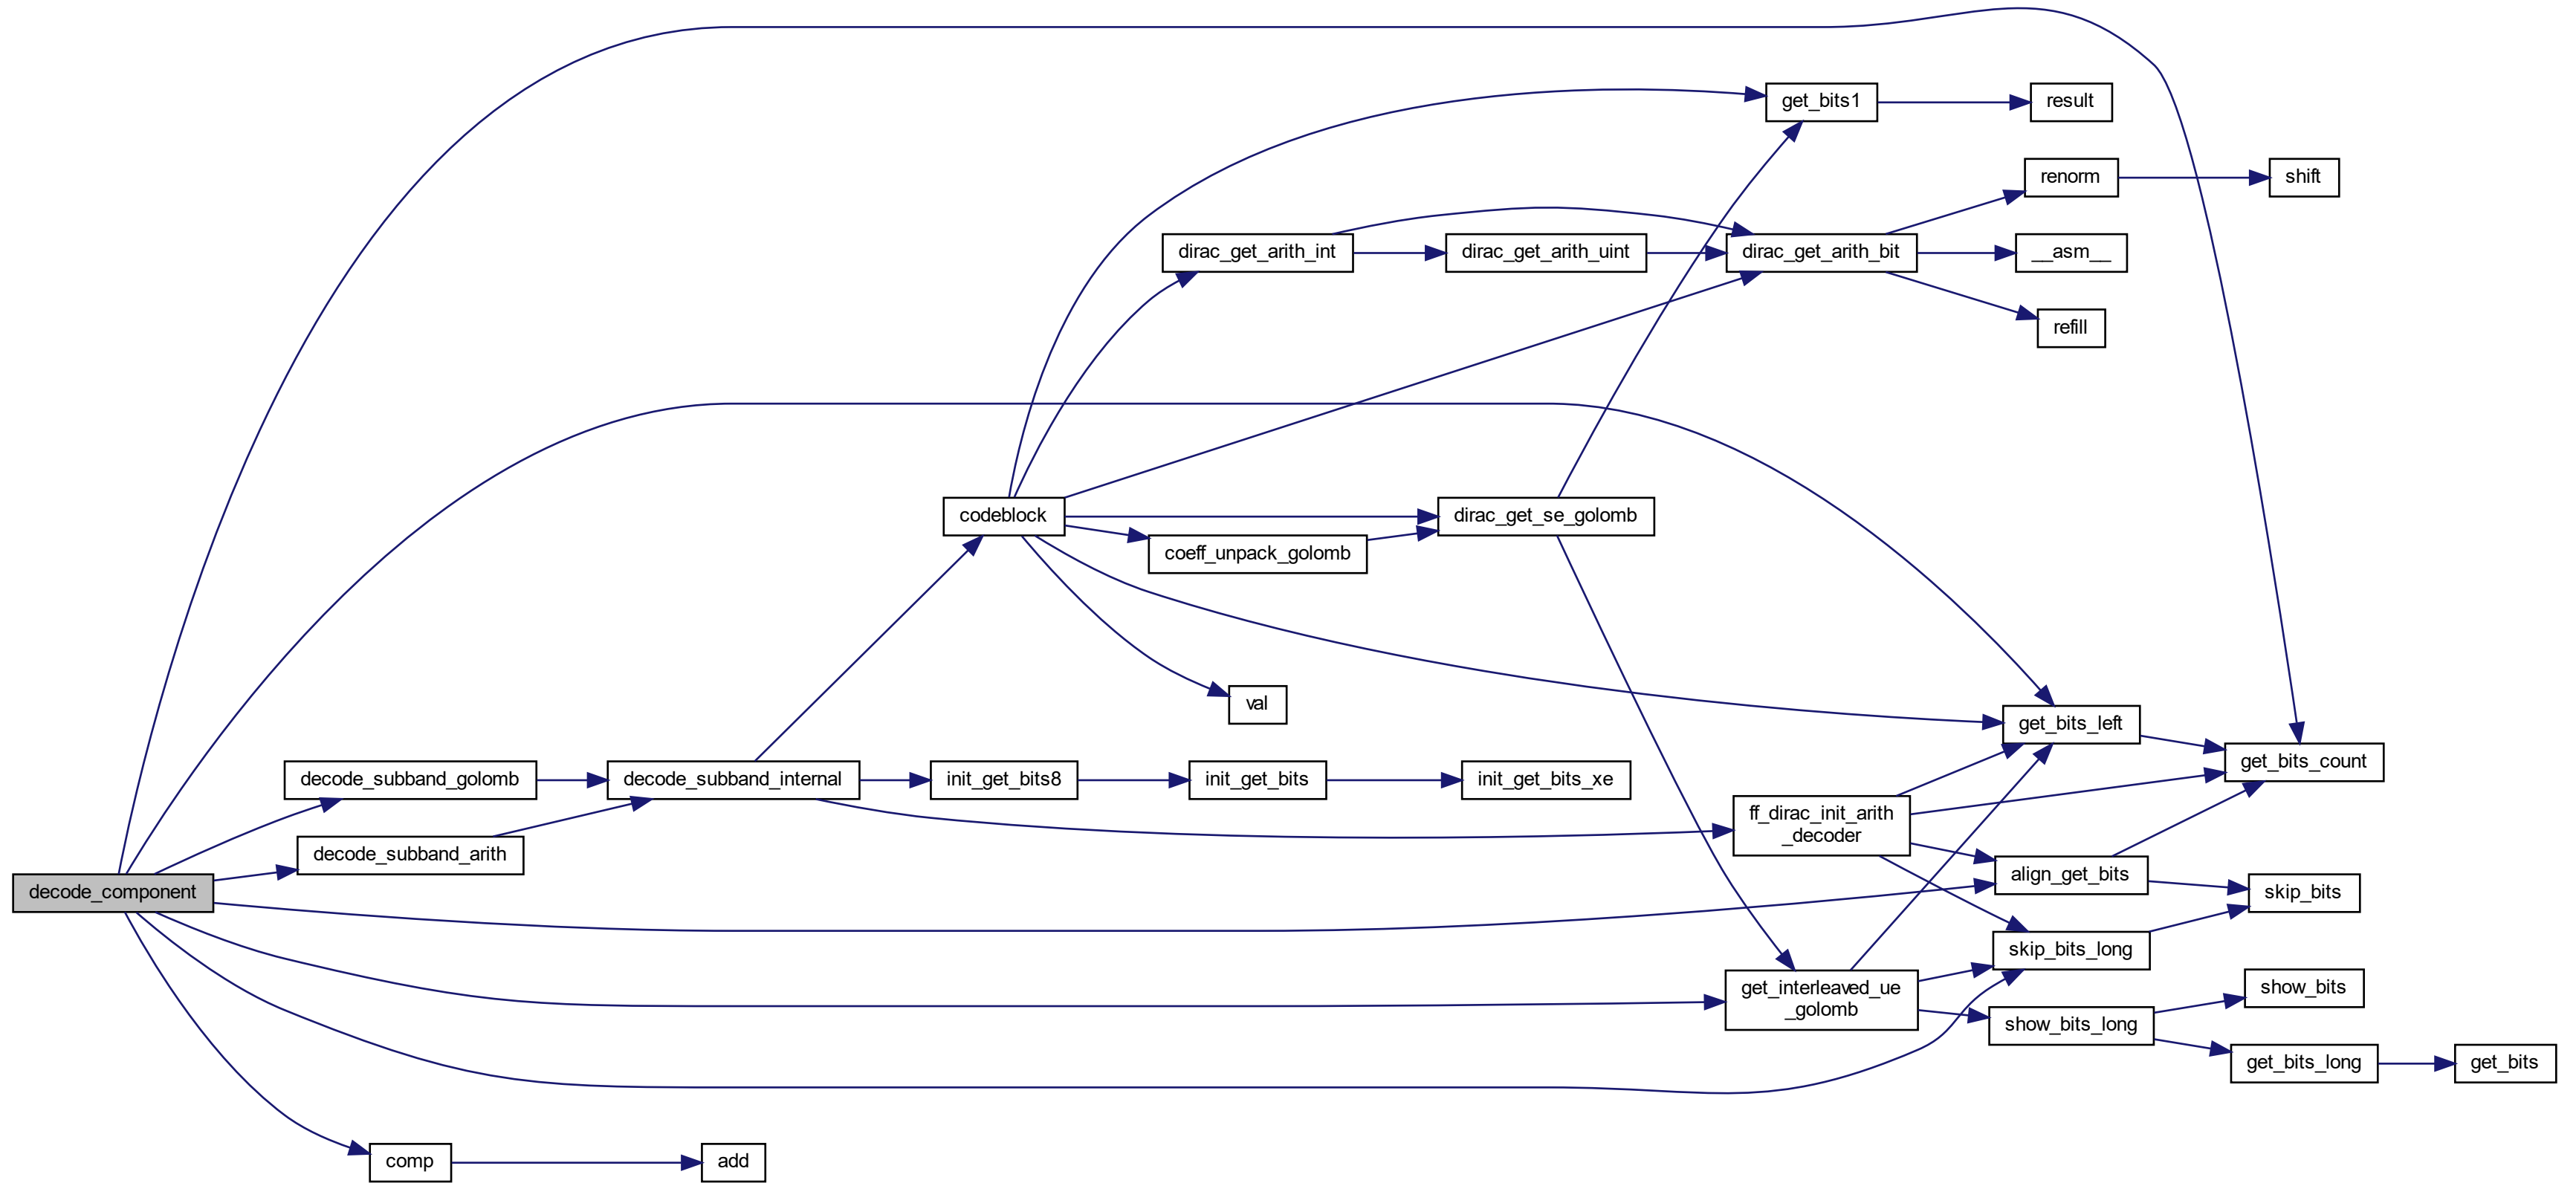 get_bits1
result
renorm
shift
dirac_get_arith_int
dirac_get_arith_uint
dirac_get_arith_bit
__asm__
refill
codeblock
dirac_get_se_golomb
coeff_unpack_golomb
val
get_bits_left
get_bits_count
decode_subband_golomb
decode_subband_internal
init_get_bits8
init_get_bits
init_get_bits_xe
ff_dirac_init_arith
_decoder
decode_subband_arith
align_get_bits
decode_component
skip_bits
skip_bits_long
get_interleaved_ue
_golomb
show_bits
show_bits_long
get_bits_long
get_bits
comp
add